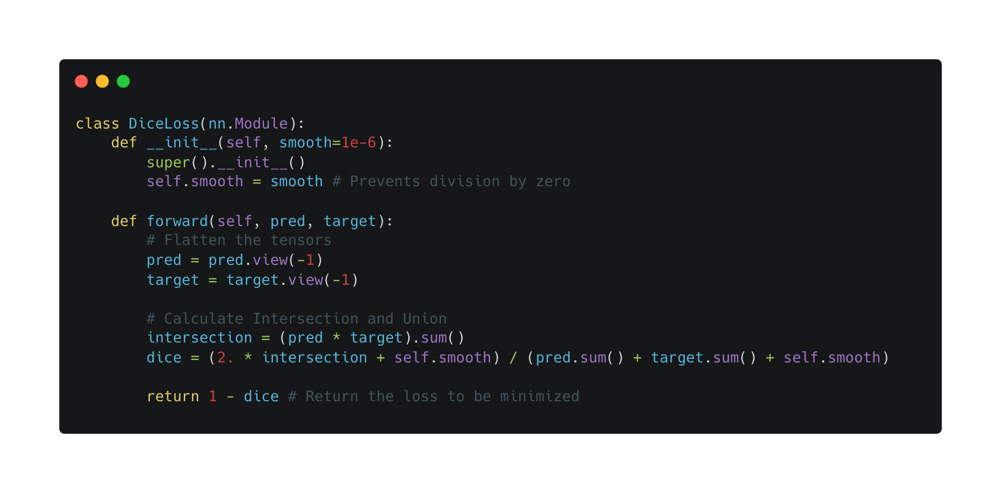 class DiceLoss(nn.Module):
    def __init__(self, smooth=1e-6):
        super().__init__()
        self.smooth = smooth # Prevents division by zero

    def forward(self, pred, target):
        # Flatten the tensors
        pred = pred.view(-1)
        target = target.view(-1)

        # Calculate Intersection and Union
        intersection = (pred * target).sum()
        dice = (2. * intersection + self.smooth) / (pred.sum() + target.sum() + self.smooth)

        return 1 - dice # Return the loss to be minimized